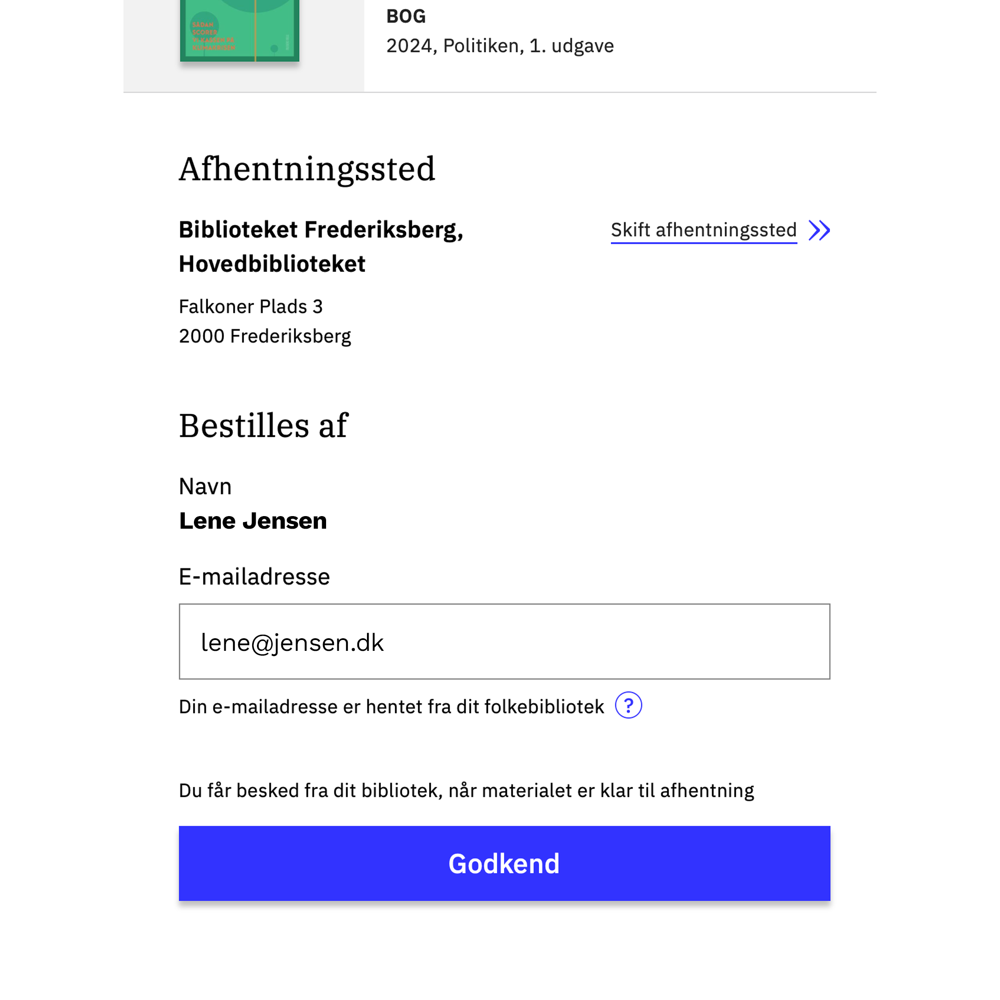 SÅDAN
SCORER
VI KASSEN PÅ
KLIMAKRISEN
BOG
2024, Politiken, 1. udgave
Afhentningssted
Biblioteket Frederiksberg,
Hovedbiblioteket
Skift afhentningssted
Falkoner Plads 3
2000 Frederiksberg
Bestilles af
Navn
Lene Jensen
E-mailadresse
lene@jensen.dk
Din e-mailadresse er hentet fra dit folkebibliotek ?
Du får besked fra dit bibliotek, når materialet er klar til afhentning
Godkend